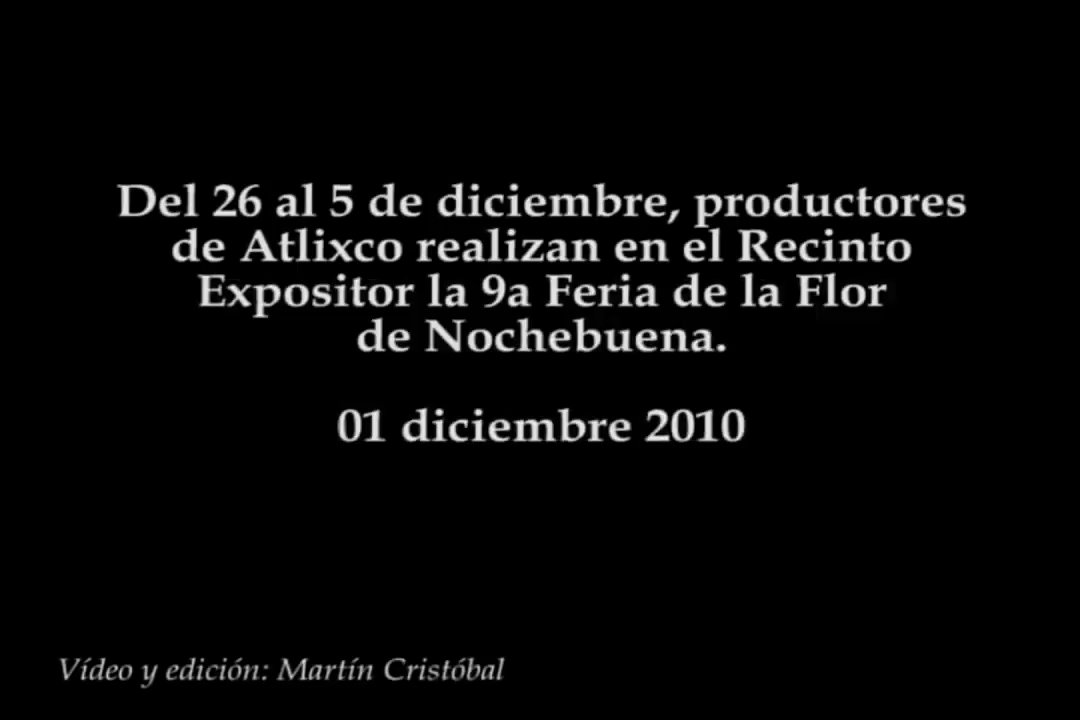 Del 26 al 5 de diciembre, productores
de Atlixco realizan en el Recinto
Expositor la 9a Feria de la Flor
de Nochebuena.
01 diciembre 2010
Vídeo y edición: Martín Cristóbal